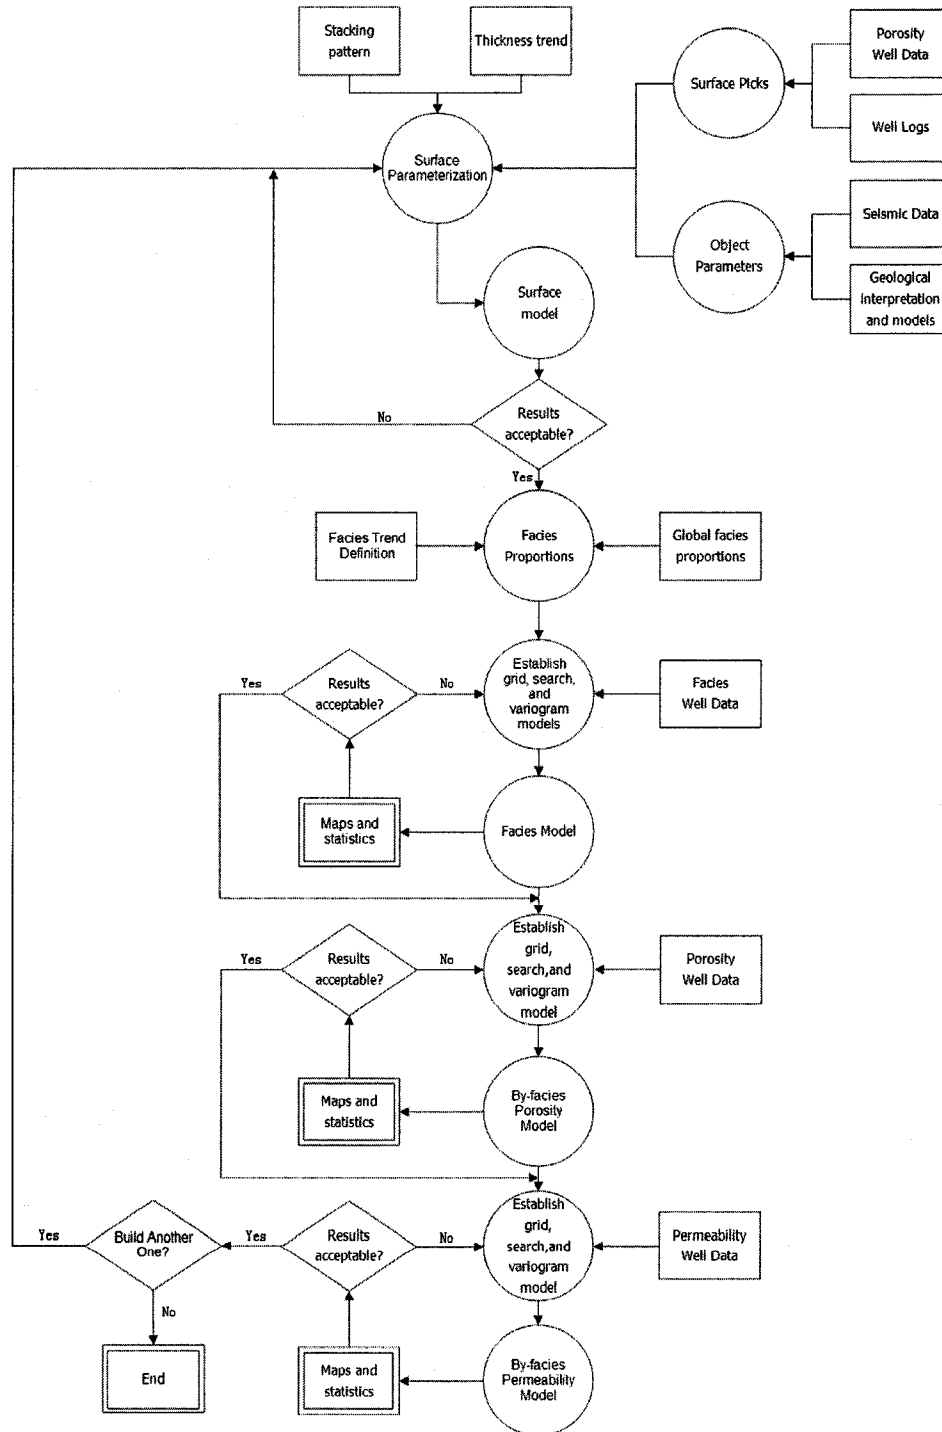 Stacking
pattern
Thickness trend
Porosity
Well Data
Surface Picks
Well Logs
Surface
Parameterization
Seismic Data
Object
Parameters
Geological
Interpretation
and models
Surface
model
No
Results
acceptable?
Yes
Facies Trend
Definition
Facies
Proportions
Global facies
proportions
Yes
Results
acceptable?
No
Establish
grid, search,
and
variogram
models
Facies
Well Data
Maps and
statistics
Facies Model
Yes
Results
acceptable?
No
Establish
grid,
search,and
variogram
model
Porosity
Well Data
Maps and
statistics
By-facies
Porosity
Model
Yes
Build Another
One?
Yes
Results
acceptable?
No
Establish
grid,
search,and
variogram
model
Permeability
Well Data
No
End
Maps and
statistics
By-facies
Permeability
Model